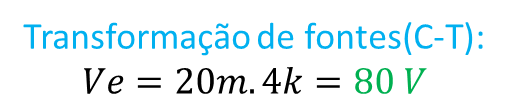 Transformação de fontes(C-T):
Ve = 20m. 4k = 80 V